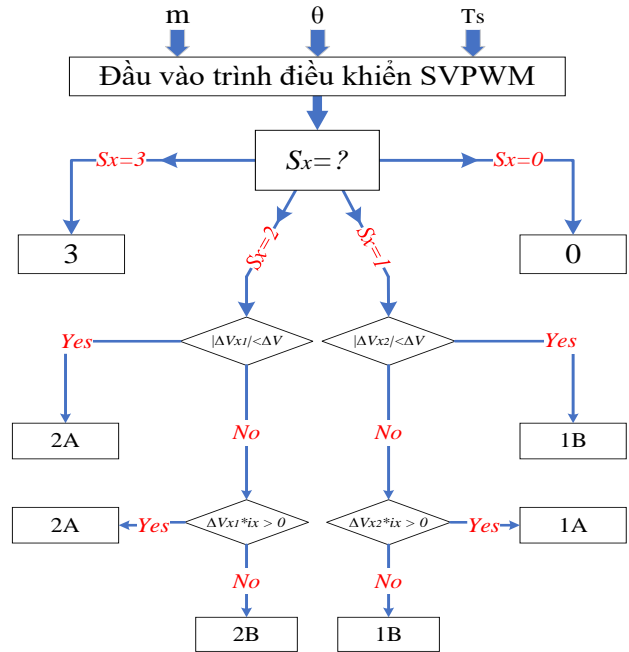 m θ Ts
Đầu vào trình điều khiển SVPWM
Sx=3 Sx=? Sx=0
3 0
Sx=2 Sx=1
|ΔVx1|<ΔV |ΔVx2|<ΔV
Yes Yes
2A 1B
No No
2A Yes ΔVx1*ix > 0 ΔVx2*ix > 0 Yes 1A
No No
2B 1B